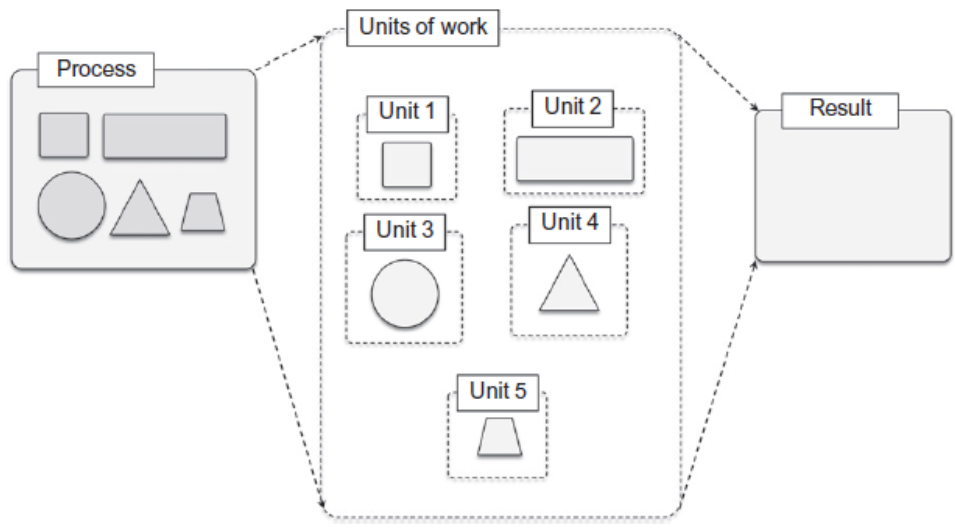 Units of work
Process
Unit 1
Unit 2
Result
Unit 3
Unit 4
Unit 5